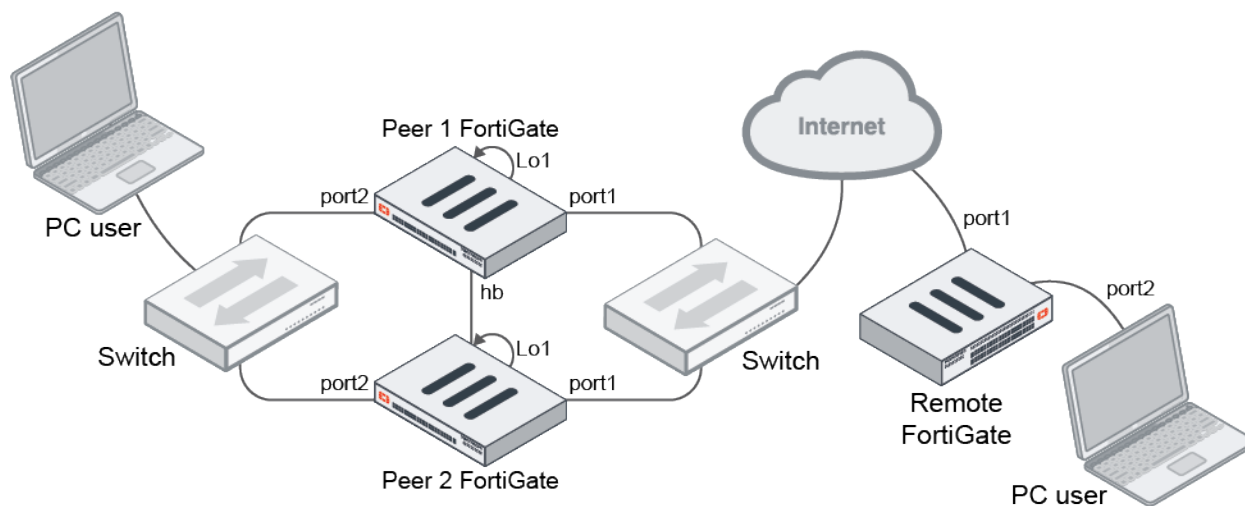 Peer 1 FortiGate
Lo1
Internet
port2
port1
PC user
port1
hb
port2
Switch
Lo1
Switch
port2
port1
Remote
FortiGate
Peer 2 FortiGate
PC user